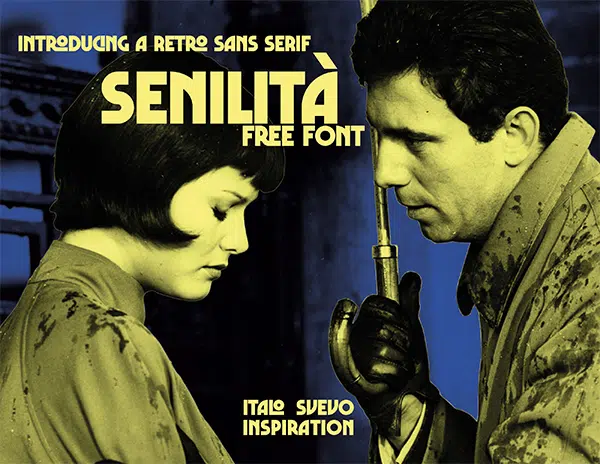 INTRODUCING A RETRO SANS SERIF
SENILITÀ
FREE FONT
ITALO SVEVO
INSPIRATION